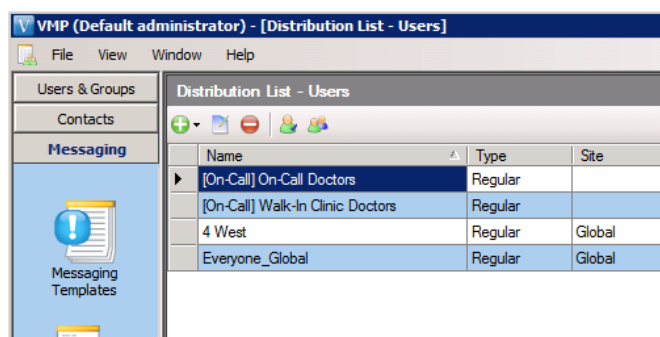 VMP (Default administrator) - [Distribution List - Users]
File View Window Help
Users & Groups
Contacts
Messaging
Messaging
Templates
Distribution List - Users
Name Type Site
[On-Call] On-Call Doctors Regular
[On-Call] Walk-In Clinic Doctors Regular
4 West Regular Global
Everyone_Global Regular Global